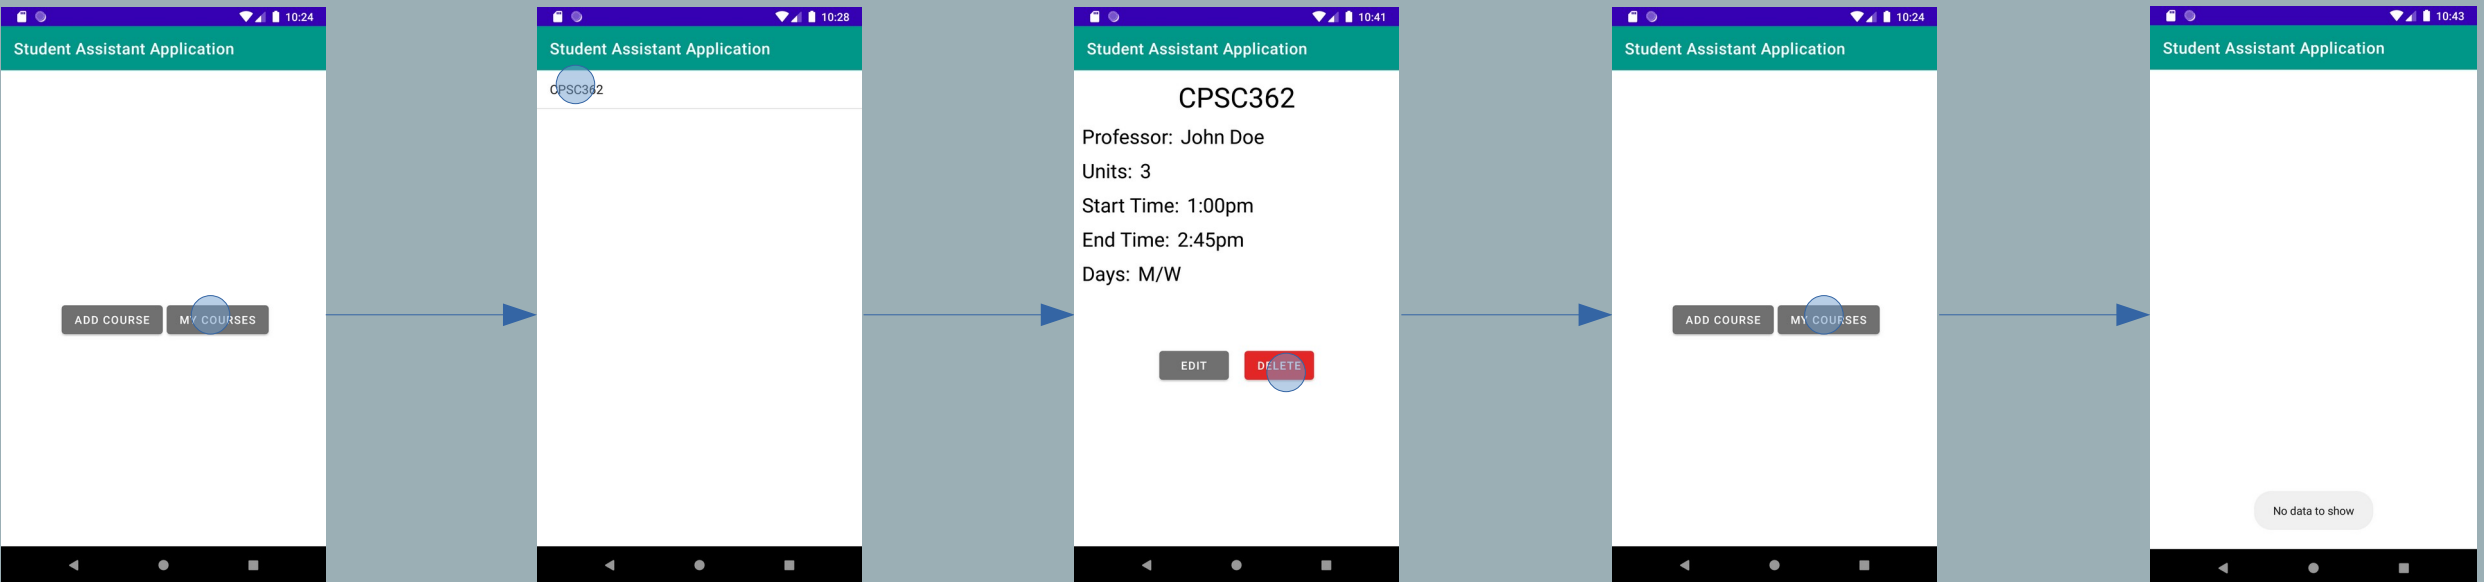 10:24
Student Assistant Application
ADD COURSE MY COURSES
10:28
Student Assistant Application
CPSC362
10:41
Student Assistant Application
CPSC362
Professor: John Doe
Units: 3
Start Time: 1:00pm
End Time: 2:45pm
Days: M/W
EDIT DELETE
10:24
Student Assistant Application
ADD COURSE MY COURSES
10:43
Student Assistant Application
No data to show